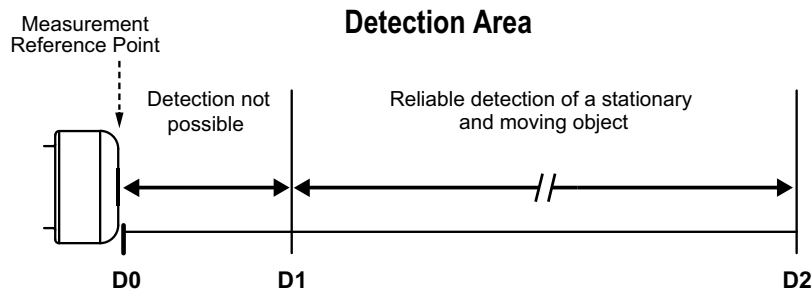 Detection Area
Measurement
Reference Point
Detection not
possible
Reliable detection of a stationary
and moving object
D0
D1
D2